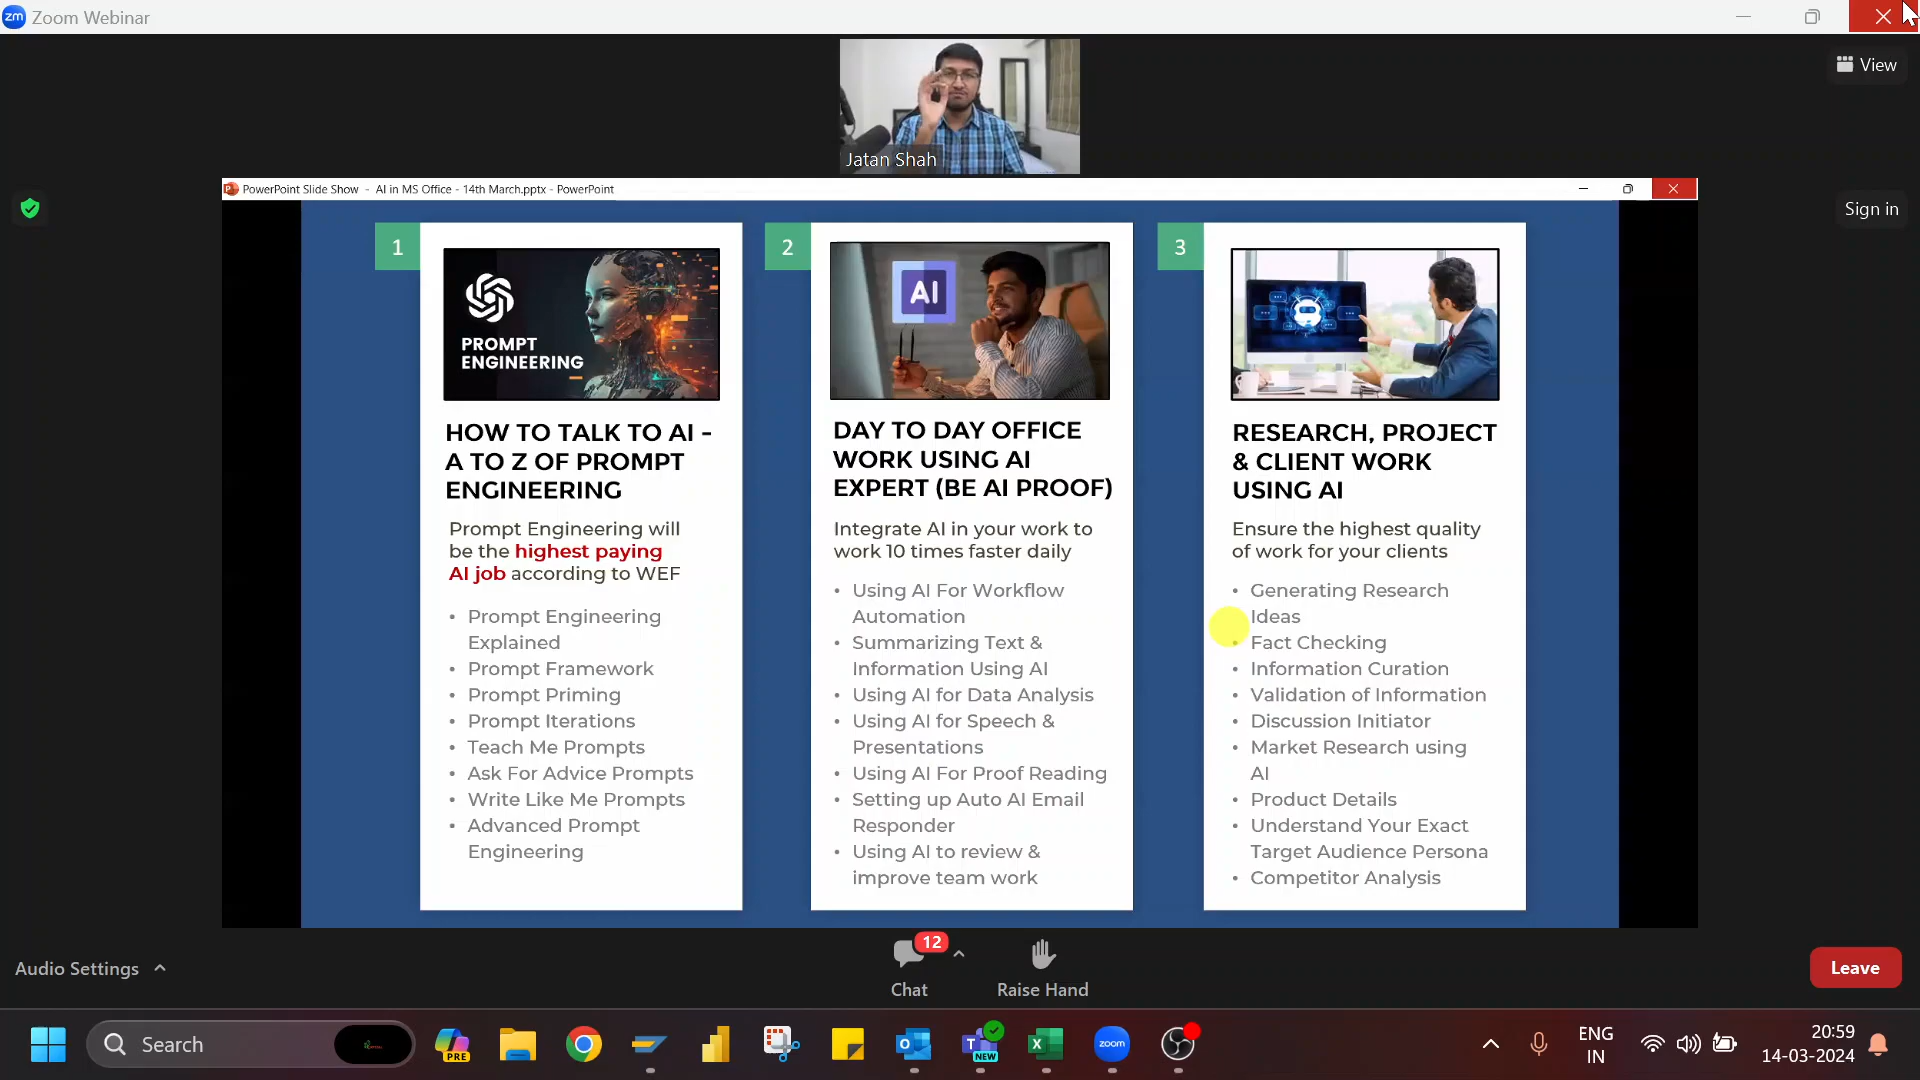 zm Zoom Webinar
View
Jatan Shah
PowerPoint Slide Show - AI in MS Office - 14th March.pptx - PowerPoint
Sign in
1
PROMPT
ENGINEERING
HOW TO TALK TO AI -
A TO Z OF PROMPT
ENGINEERING
Prompt Engineering will
be the highest paying
AI job according to WEF
• Prompt Engineering
Explained
• Prompt Framework
• Prompt Priming
• Prompt Iterations
• Teach Me Prompts
• Ask For Advice Prompts
• Write Like Me Prompts
• Advanced Prompt
Engineering
2
AI
DAY TO DAY OFFICE
WORK USING AI
EXPERT (BE AI PROOF)
Integrate AI in your work to
work 10 times faster daily
• Using AI For Workflow
Automation
• Summarizing Text &
Information Using AI
• Using AI for Data Analysis
• Using AI for Speech &
Presentations
• Using AI For Proof Reading
• Setting up Auto AI Email
Responder
• Using AI to review &
improve team work
3
RESEARCH, PROJECT
& CLIENT WORK
USING AI
Ensure the highest quality
of work for your clients
• Generating Research
Ideas
• Fact Checking
• Information Curation
• Validation of Information
• Discussion Initiator
• Market Research using
AI
• Product Details
• Understand Your Exact
Target Audience Persona
• Competitor Analysis
Audio Settings
12
Chat
Raise Hand
Leave
Search
PRE
NEW
zoom
ENG
IN
20:59
14-03-2024